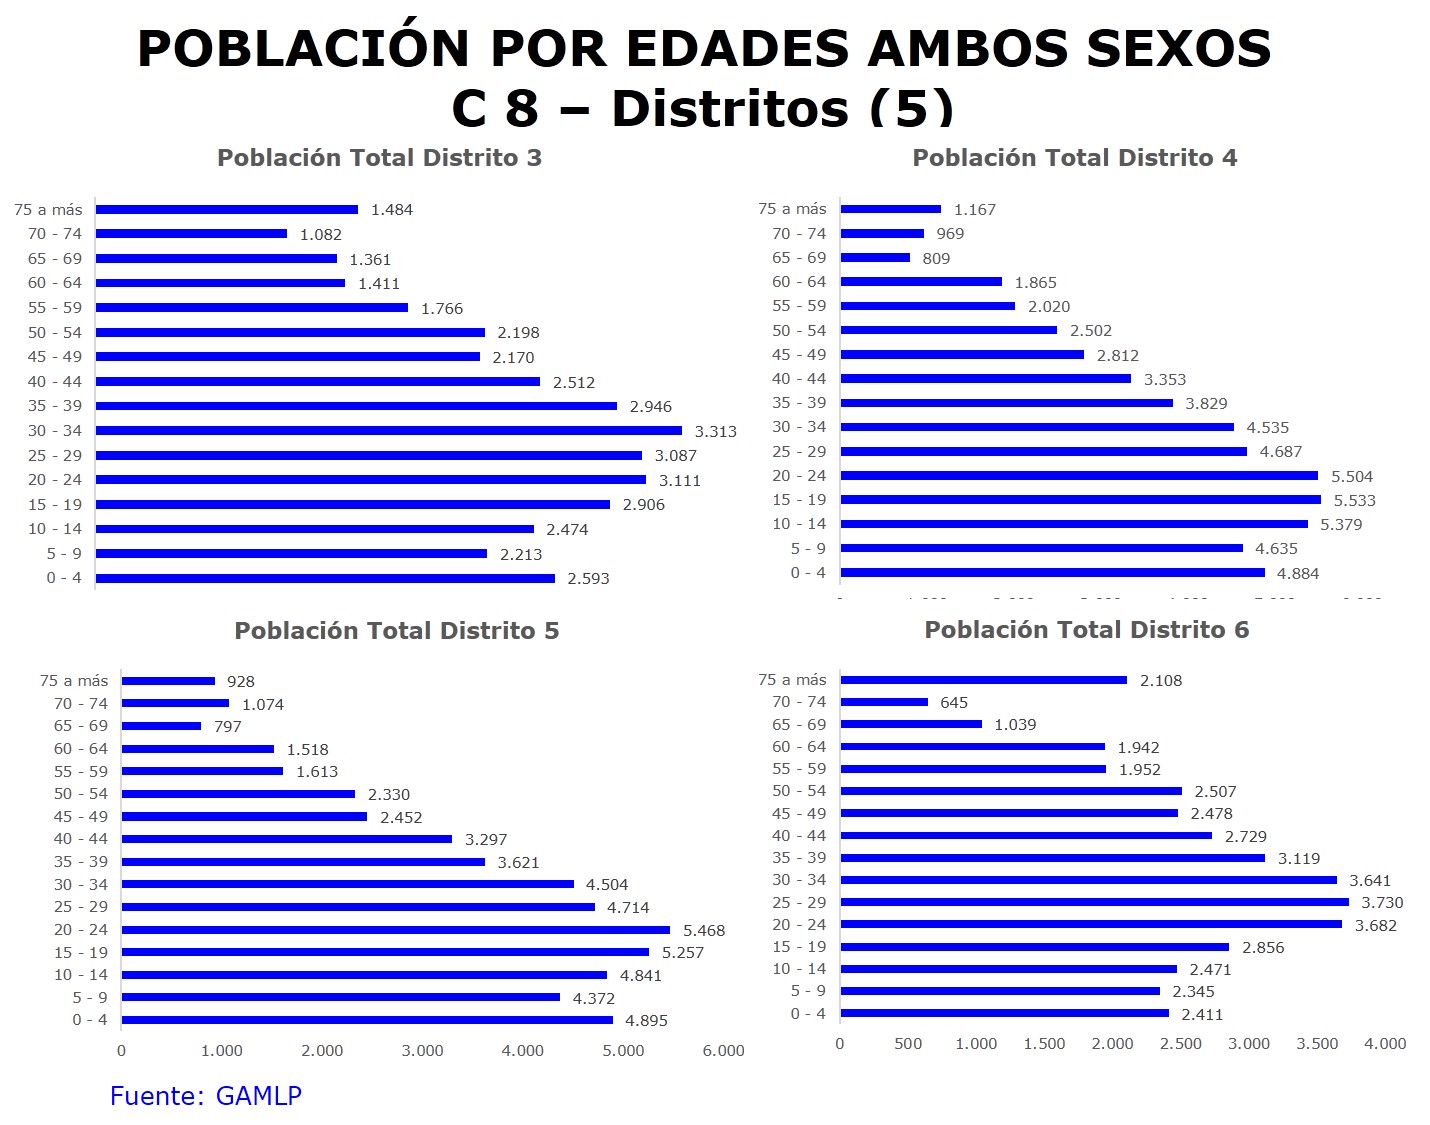 POBLACIÓN POR EDADES AMBOS SEXOS
C 8 – Distritos (5)
Población Total Distrito 3
75 a más 1.484
70 - 74 1.082
65 - 69 1.361
60 - 64 1.411
55 - 59 1.766
50 - 54 2.198
45 - 49 2.170
40 - 44 2.512
35 - 39 2.946
30 - 34 3.313
25 - 29 3.087
20 - 24 3.111
15 - 19 2.906
10 - 14 2.474
5 - 9 2.213
0 - 4 2.593
Población Total Distrito 4
75 a más 1.167
70 - 74 969
65 - 69 809
60 - 64 1.865
55 - 59 2.020
50 - 54 2.502
45 - 49 2.812
40 - 44 3.353
35 - 39 3.829
30 - 34 4.535
25 - 29 4.687
20 - 24 5.504
15 - 19 5.533
10 - 14 5.379
5 - 9 4.635
0 - 4 4.884
Población Total Distrito 5
75 a más 928
70 - 74 1.074
65 - 69 797
60 - 64 1.518
55 - 59 1.613
50 - 54 2.330
45 - 49 2.452
40 - 44 3.297
35 - 39 3.621
30 - 34 4.504
25 - 29 4.714
20 - 24 5.468
15 - 19 5.257
10 - 14 4.841
5 - 9 4.372
0 - 4 4.895
0 1.000 2.000 3.000 4.000 5.000 6.000
Población Total Distrito 6
75 a más 2.108
70 - 74 645
65 - 69 1.039
60 - 64 1.942
55 - 59 1.952
50 - 54 2.507
45 - 49 2.478
40 - 44 2.729
35 - 39 3.119
30 - 34 3.641
25 - 29 3.730
20 - 24 3.682
15 - 19 2.856
10 - 14 2.471
5 - 9 2.345
0 - 4 2.411
0 500 1.000 1.500 2.000 2.500 3.000 3.500 4.000
Fuente: GAMLP